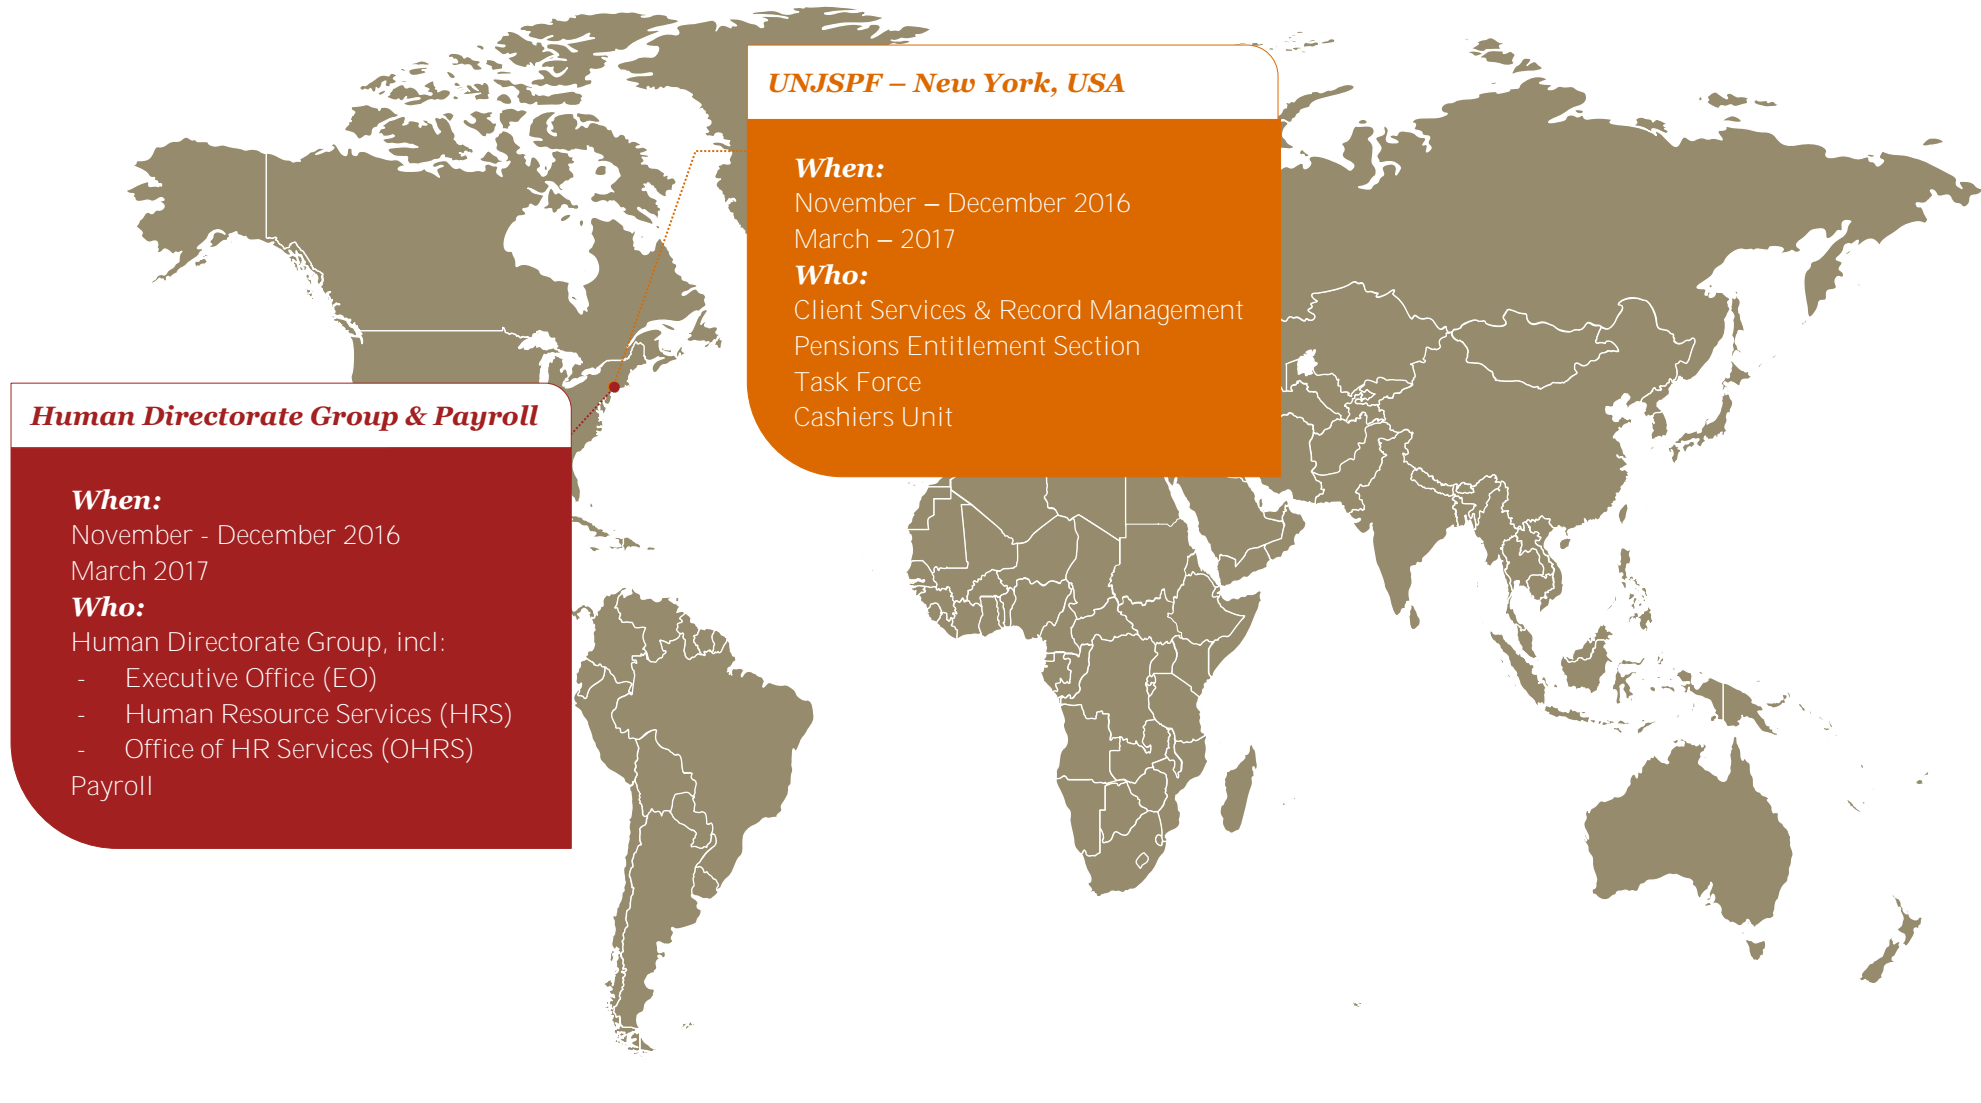 UNJSPF – New York, USA
When:
November – December 2016
March – 2017
Who:
Client Services & Record Management
Pensions Entitlement Section
Task Force
Cashiers Unit
Human Directorate Group & Payroll
When:
November - December 2016
March 2017
Who:
Human Directorate Group, incl:
- Executive Office (EO)
- Human Resource Services (HRS)
- Office of HR Services (OHRS)
Payroll